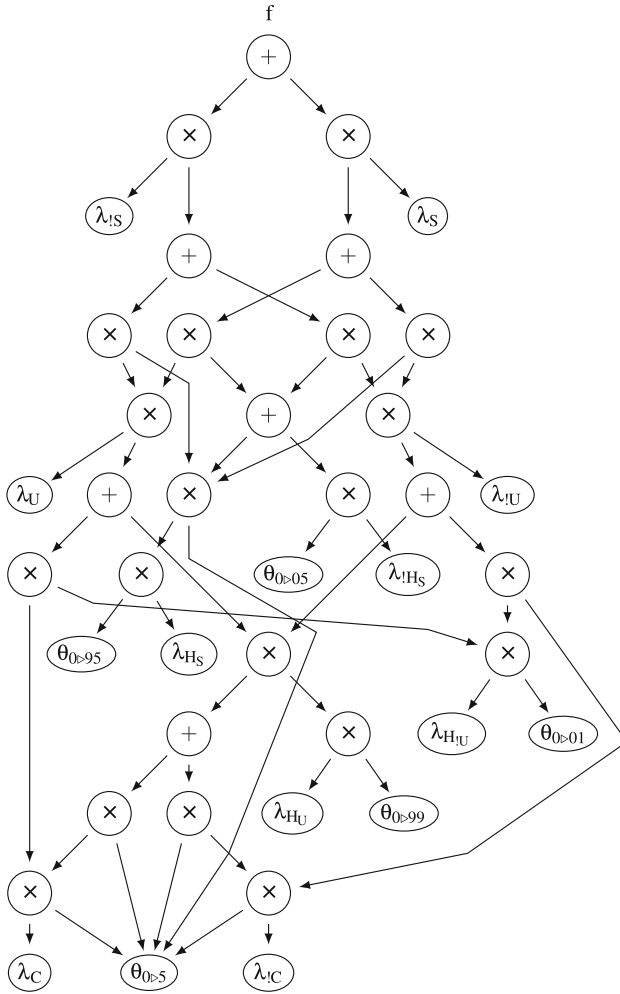 f
+
× ×
λ!S λS
+ +
× × × ×
× + ×
λU + × × + λ!U
× × θ0▹05 λ!HS ×
θ0▹95 λHS × ×
+ × λH!U θ0▹01
× × λHU θ0▹99
× ×
λC θ0▹5 λ!C